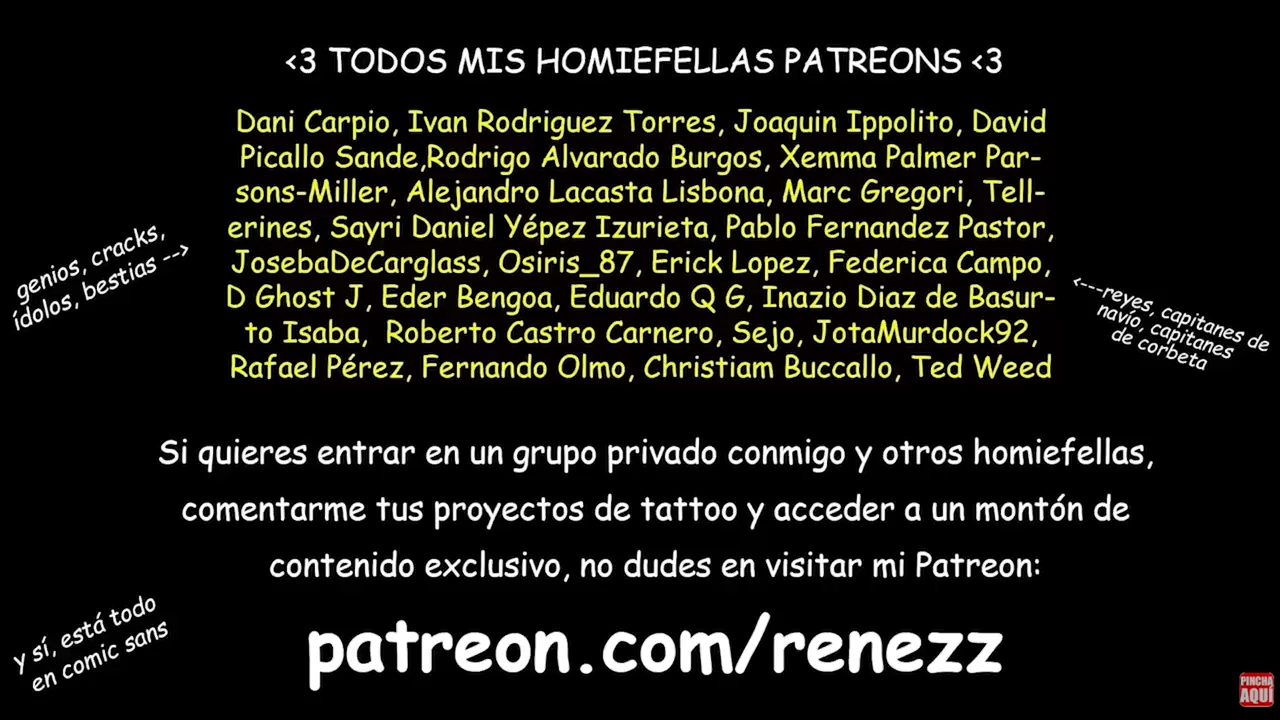 <3 TODOS MIS HOMIEFELLAS PATREONS <3
Dani Carpio, Ivan Rodriguez Torres, Joaquin Ippolito, David
Picallo Sande,Rodrigo Alvarado Burgos, Xemma Palmer Par-
sons-Miller, Alejandro Lacasta Lisbona, Marc Gregori, Tell-
erines, Sayri Daniel Yépez Izurieta, Pablo Fernandez Pastor,
JosebaDeCarglass, Osiris_87, Erick Lopez, Federica Campo,
D Ghost J, Eder Bengoa, Eduardo Q G, Inazio Diaz de Basur-
to Isaba,  Roberto Castro Carnero, Sejo, JotaMurdock92,
Rafael Pérez, Fernando Olmo, Christiam Buccallo, Ted Weed
genios, cracks,
ídolos, bestias -->
<---reyes, capitanes de
navío, capitanes
de corbeta
Si quieres entrar en un grupo privado conmigo y otros homiefellas,
comentarme tus proyectos de tattoo y acceder a un montón de
contenido exclusivo, no dudes en visitar mi Patreon:
y sí, está todo
en comic sans
patreon.com/renezz
PINCHA
AQUÍ